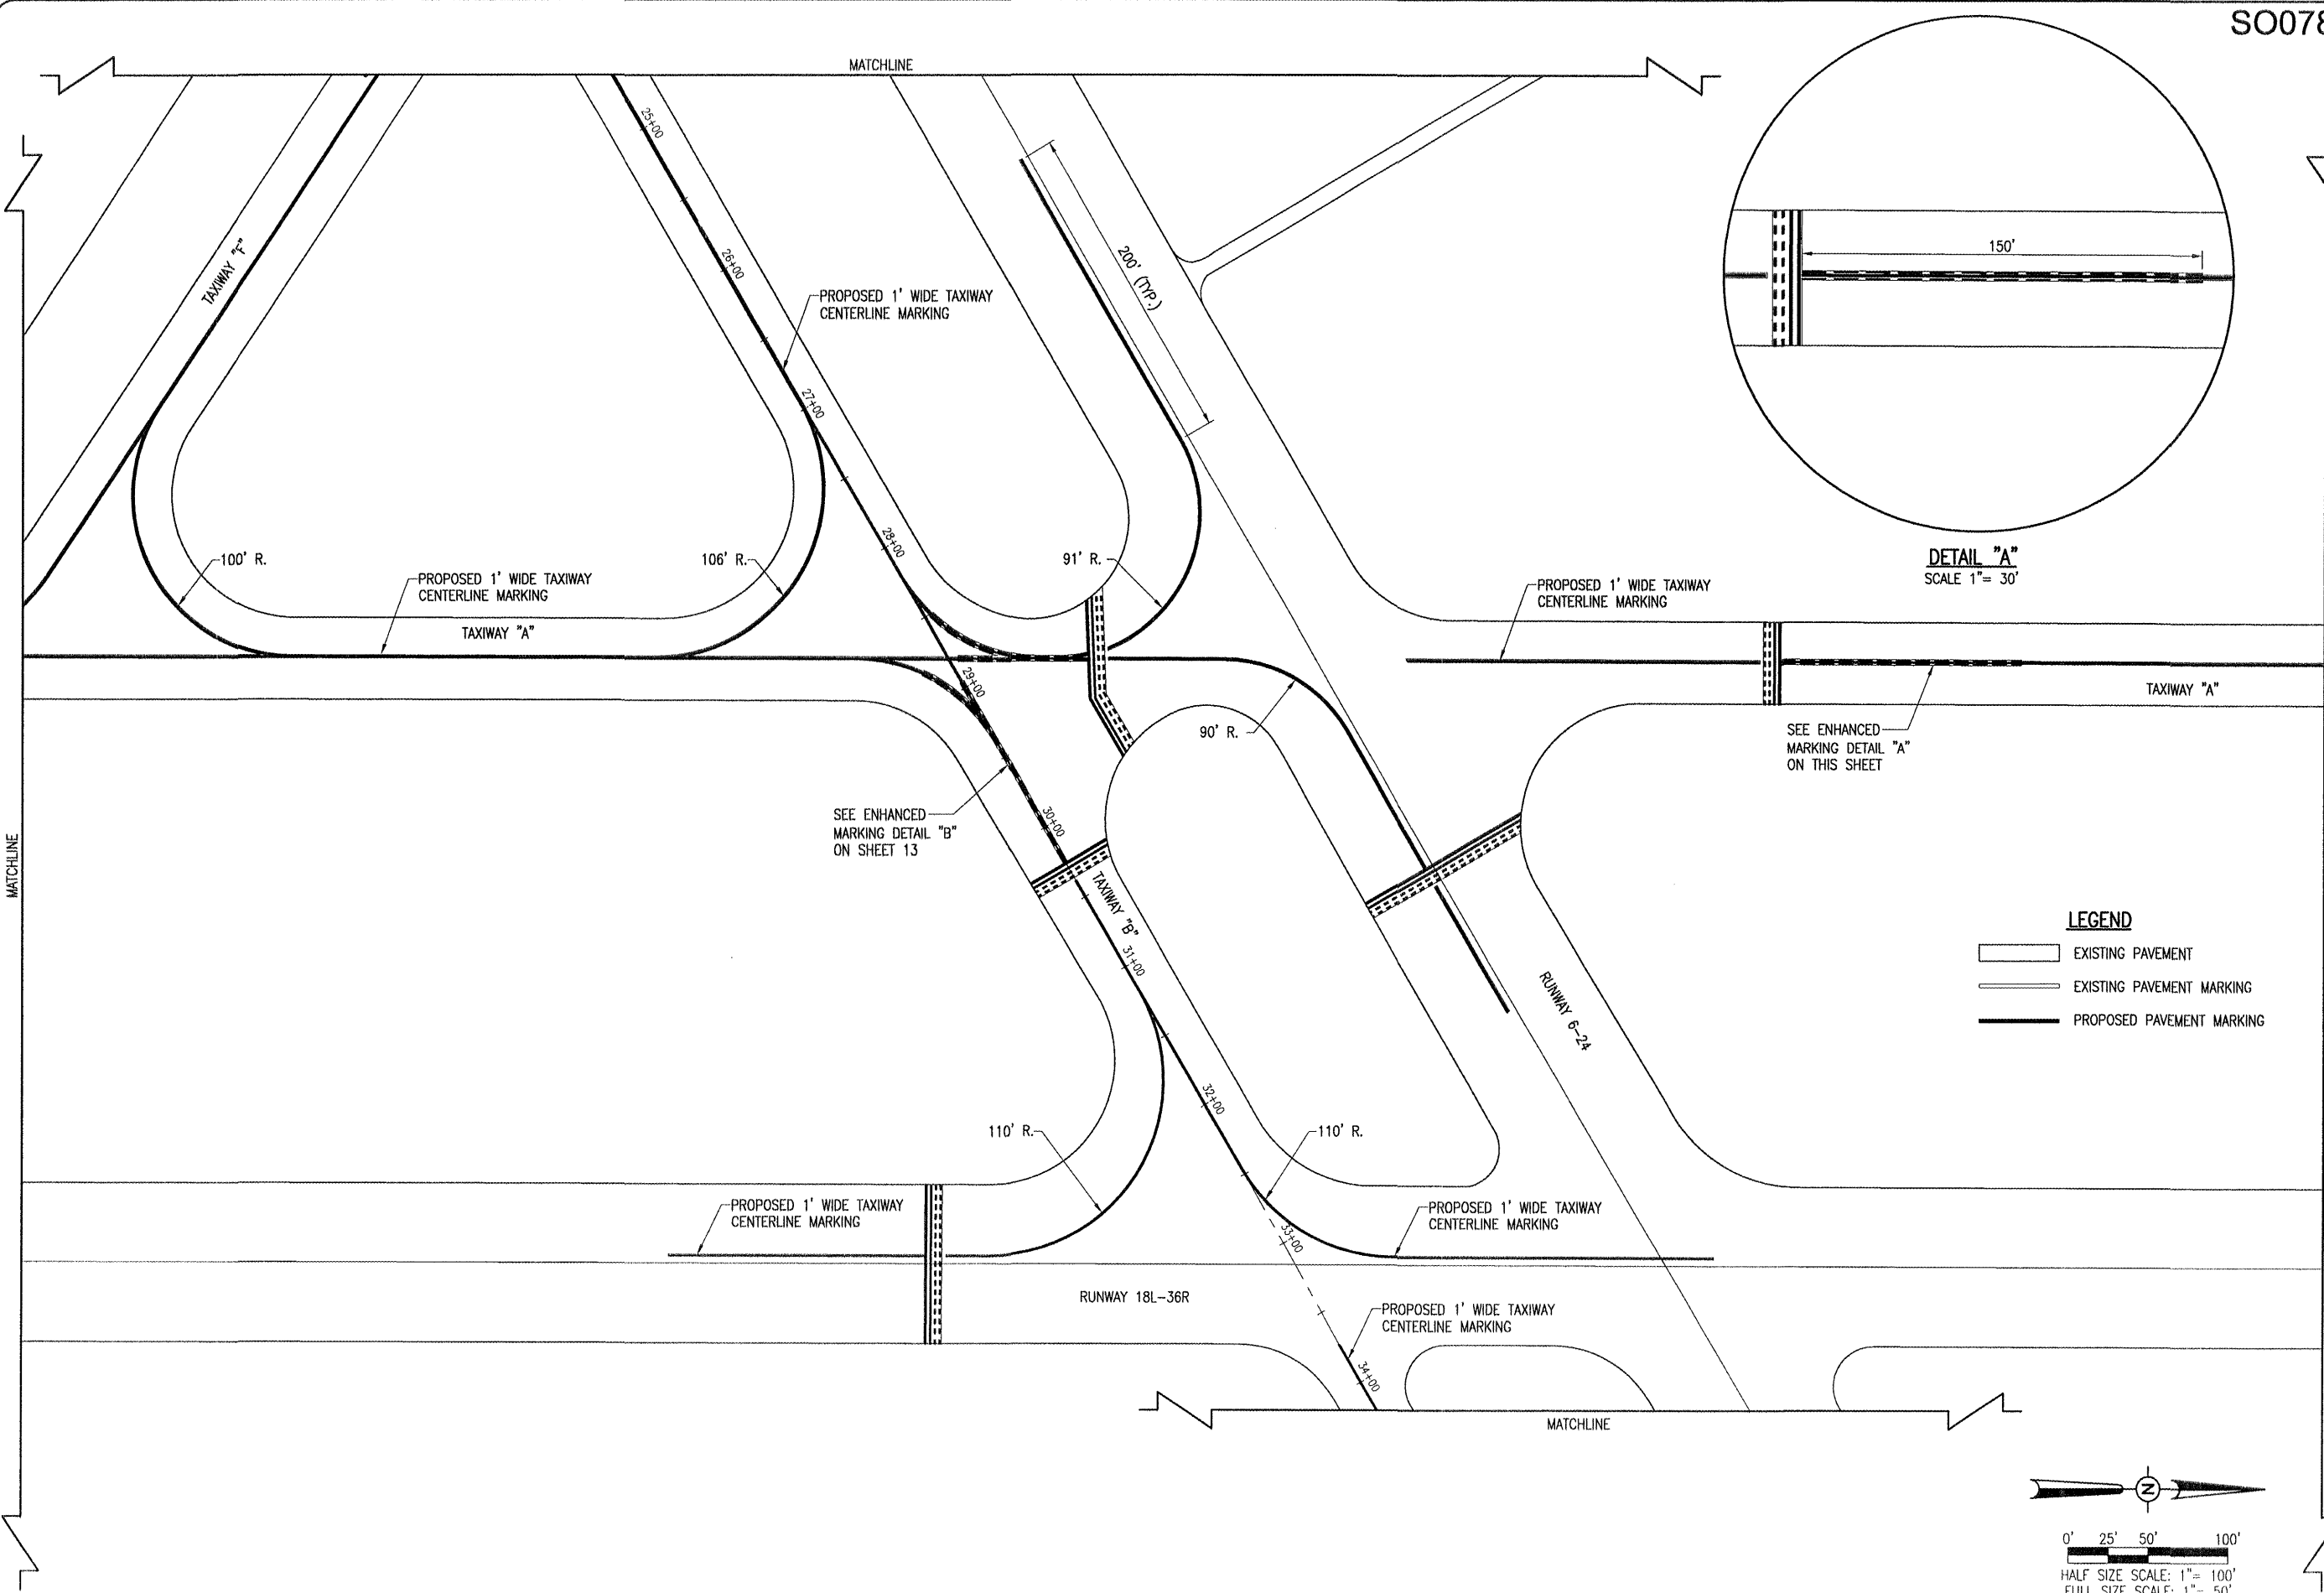 SO078
MATCHLINE
25+00
TAXIWAY "F"
26+00
200' (TYP.)
150'
PROPOSED 1' WIDE TAXIWAY
CENTERLINE MARKING
27+00
28+00
100' R.
106' R.
91' R.
DETAIL "A"
SCALE 1"= 30'
PROPOSED 1' WIDE TAXIWAY
CENTERLINE MARKING
PROPOSED 1' WIDE TAXIWAY
CENTERLINE MARKING
TAXIWAY "A"
29+00
TAXIWAY "A"
90' R.
SEE ENHANCED
MARKING DETAIL "A"
ON THIS SHEET
SEE ENHANCED
MARKING DETAIL "B"
ON SHEET 13
30+00
MATCHLINE
TAXIWAY "B"
31+00
LEGEND
EXISTING PAVEMENT
EXISTING PAVEMENT MARKING
PROPOSED PAVEMENT MARKING
RUNWAY 6-24
32+00
110' R.
110' R.
PROPOSED 1' WIDE TAXIWAY
CENTERLINE MARKING
PROPOSED 1' WIDE TAXIWAY
CENTERLINE MARKING
33+00
RUNWAY 18L-36R
PROPOSED 1' WIDE TAXIWAY
CENTERLINE MARKING
34+00
MATCHLINE
N
0' 25' 50' 100'
HALF SIZE SCALE: 1"= 100'
FULL SIZE SCALE: 1"= 50'